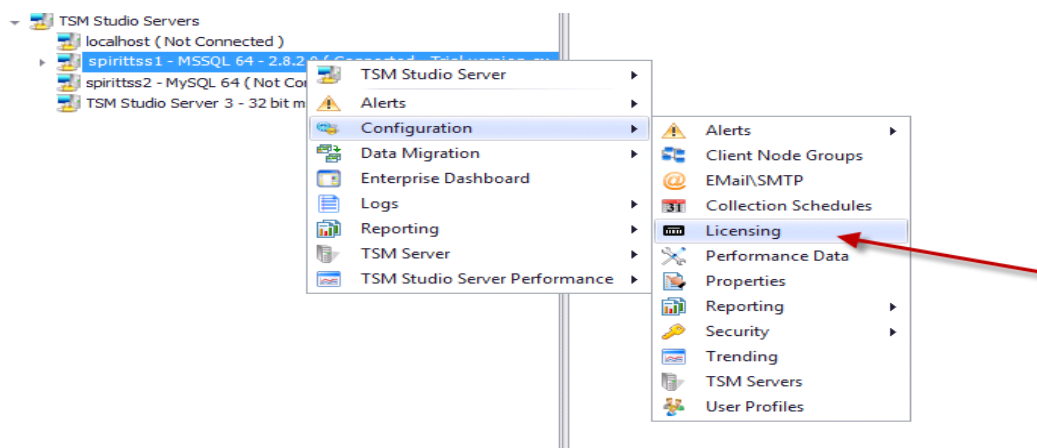 TSM Studio Servers
localhost ( Not Connected )
spirittss1 - MSSQL 64 - 2.8.2
spirittss2 - MySQL 64 ( Not Co
TSM Studio Server 3 - 32 bit m
TSM Studio Server
Alerts
Configuration
Data Migration
Enterprise Dashboard
Logs
Reporting
TSM Server
TSM Studio Server Performance
Alerts
Client Node Groups
EMail\SMTP
Collection Schedules
Licensing
Performance Data
Properties
Reporting
Security
Trending
TSM Servers
User Profiles